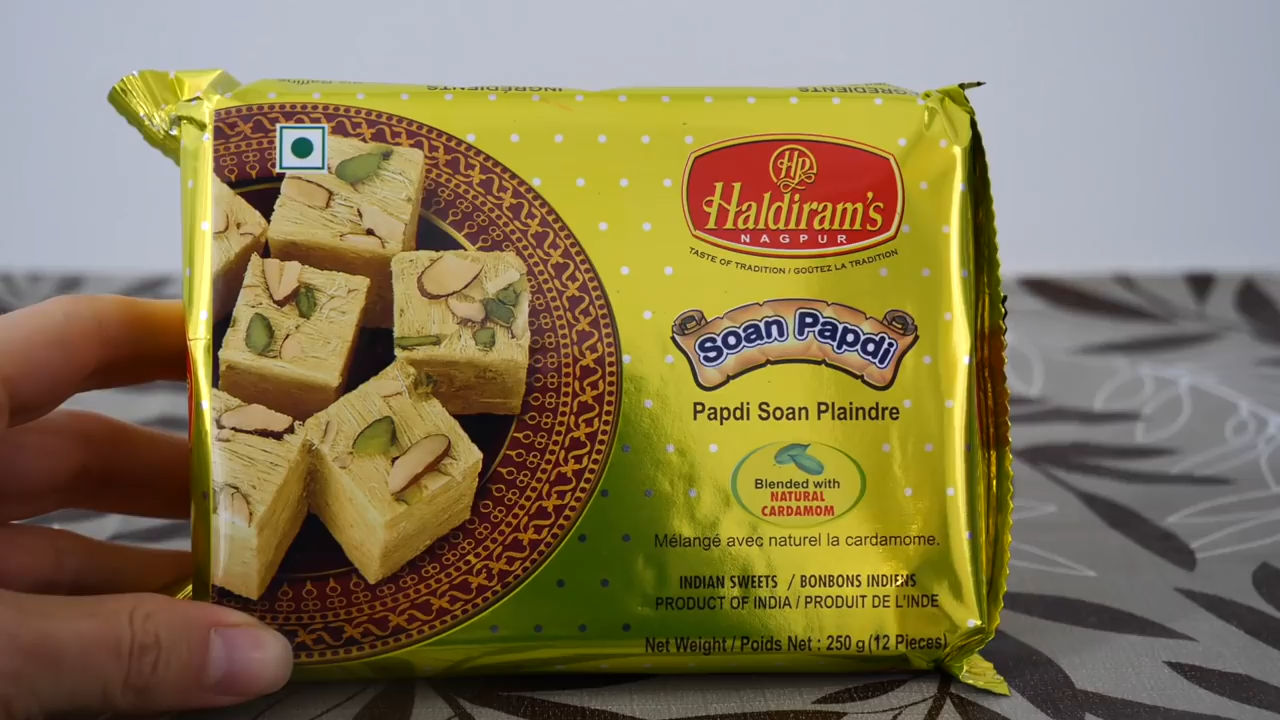 INGRÉDIENTS
HR
Haldiram's
NAGPUR
TASTE OF TRADITION / GOÛTEZ LA TRADITION
Soan Papdi
Papdi Soan Plaindre
Blended with
NATURAL
CARDAMOM
Mélangé avec naturel la cardamome.
INDIAN SWEETS / BONBONS INDIENS
PRODUCT OF INDIA / PRODUIT DE L'INDE
Net Weight / Poids Net : 250 g (12 Pieces)